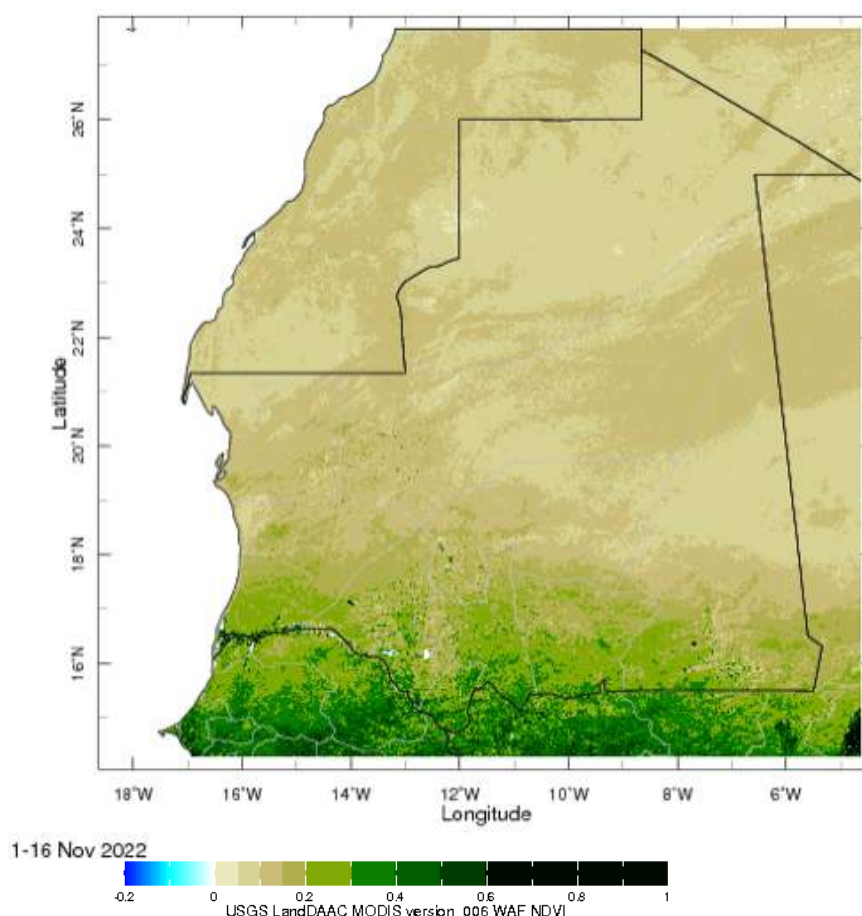 26°N
24°N
22°N
20°N
18°N
16°N
Latitude
18°W 16°W 14°W 12°W 10°W 8°W 6°W
Longitude
1-16 Nov 2022
-0.2 0 0.2 0.4 0.6 0.8 1
USGS LandDAAC MODIS version_006 WAF NDVI